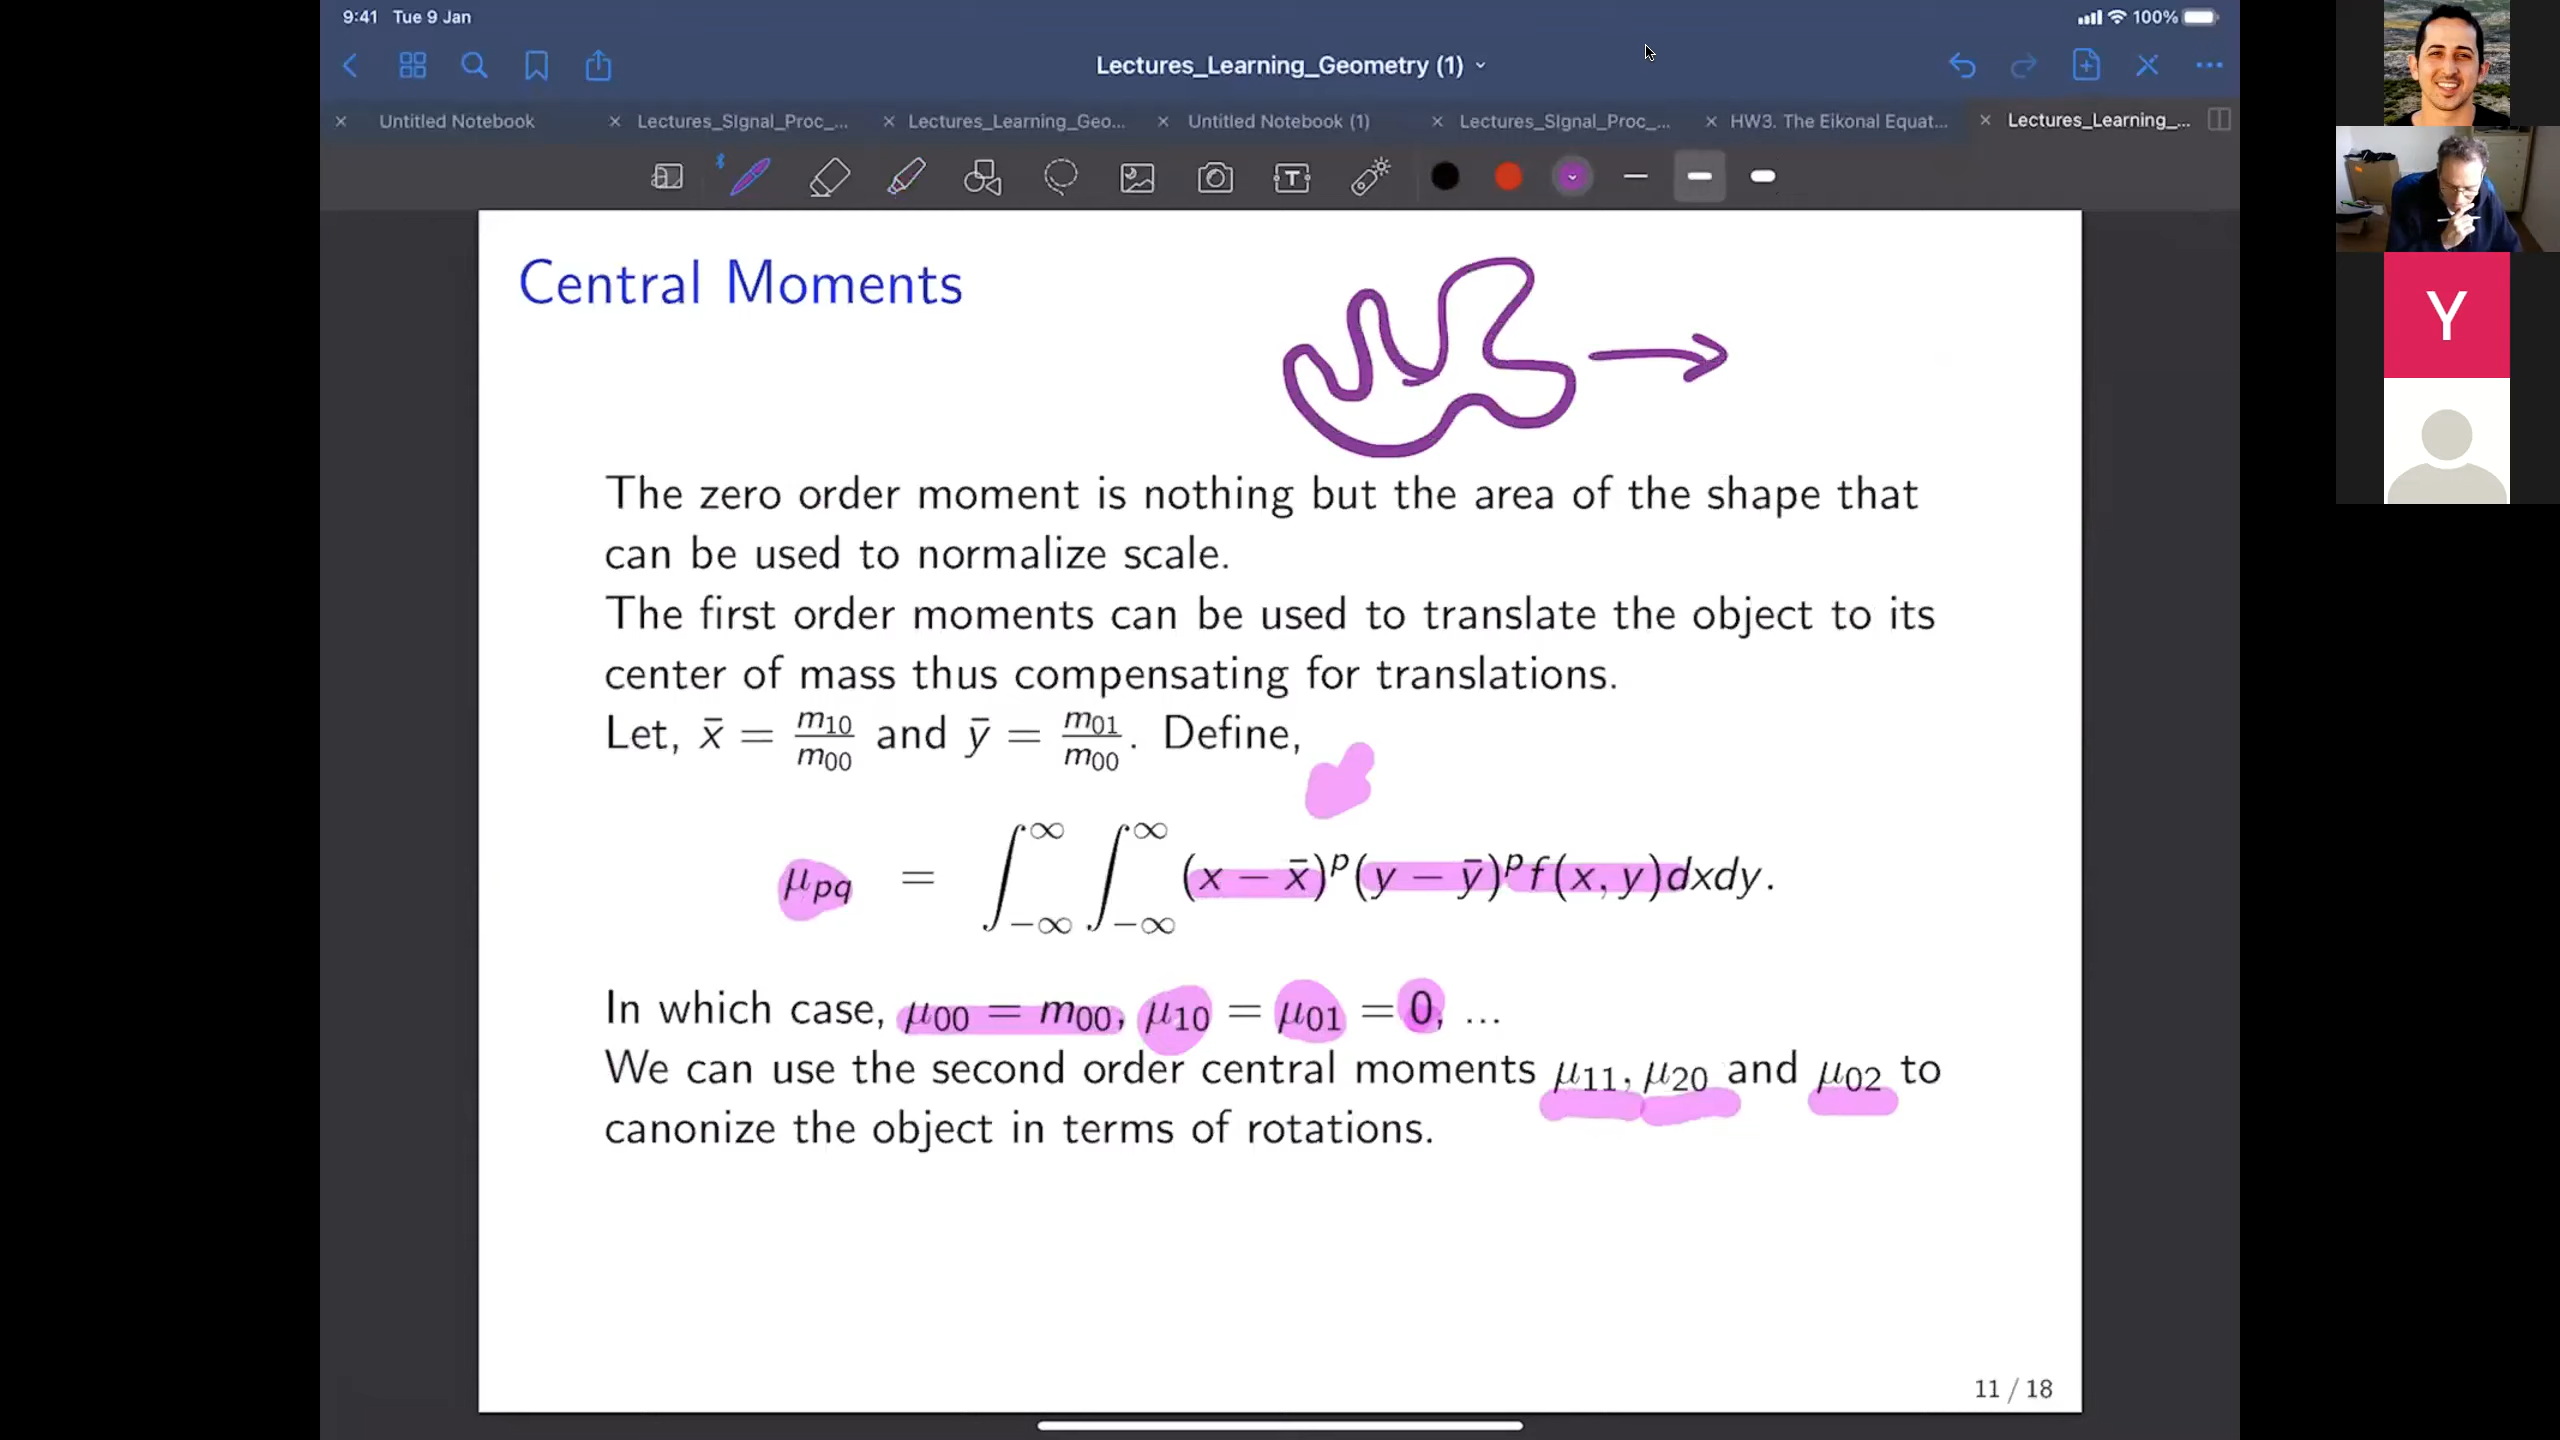 9:41 Tue 9 Jan 100%
Lectures_Learning_Geometry (1)
Untitled Notebook Lectures_SIgnal_Proc_... Lectures_Learning_Geo... Untitled Notebook (1) Lectures_SIgnal_Proc_... HW3. The Eikonal Equat... Lectures_Learning_...
Central Moments
The zero order moment is nothing but the area of the shape that
can be used to normalize scale.
The first order moments can be used to translate the object to its
center of mass thus compensating for translations.
Let, x̄ = m₁₀/m₀₀ and ȳ = m₀₁/m₀₀. Define,
μ_pq = ∫_{-∞}^{∞} ∫_{-∞}^{∞} (x − x̄)^p (y − ȳ)^p f(x, y)dxdy.
In which case, μ₀₀ = m₀₀, μ₁₀ = μ₀₁ = 0, ...
We can use the second order central moments μ₁₁, μ₂₀ and μ₀₂ to
canonize the object in terms of rotations.
11 / 18
Y